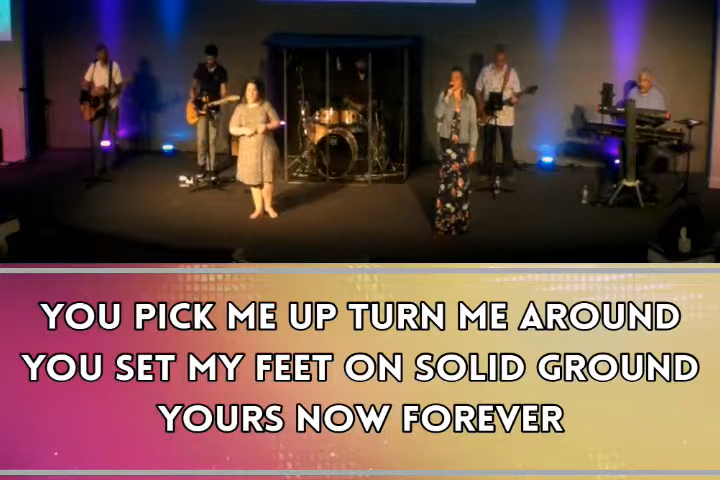 YOU PICK ME UP TURN ME AROUND
YOU SET MY FEET ON SOLID GROUND
YOURS NOW FOREVER